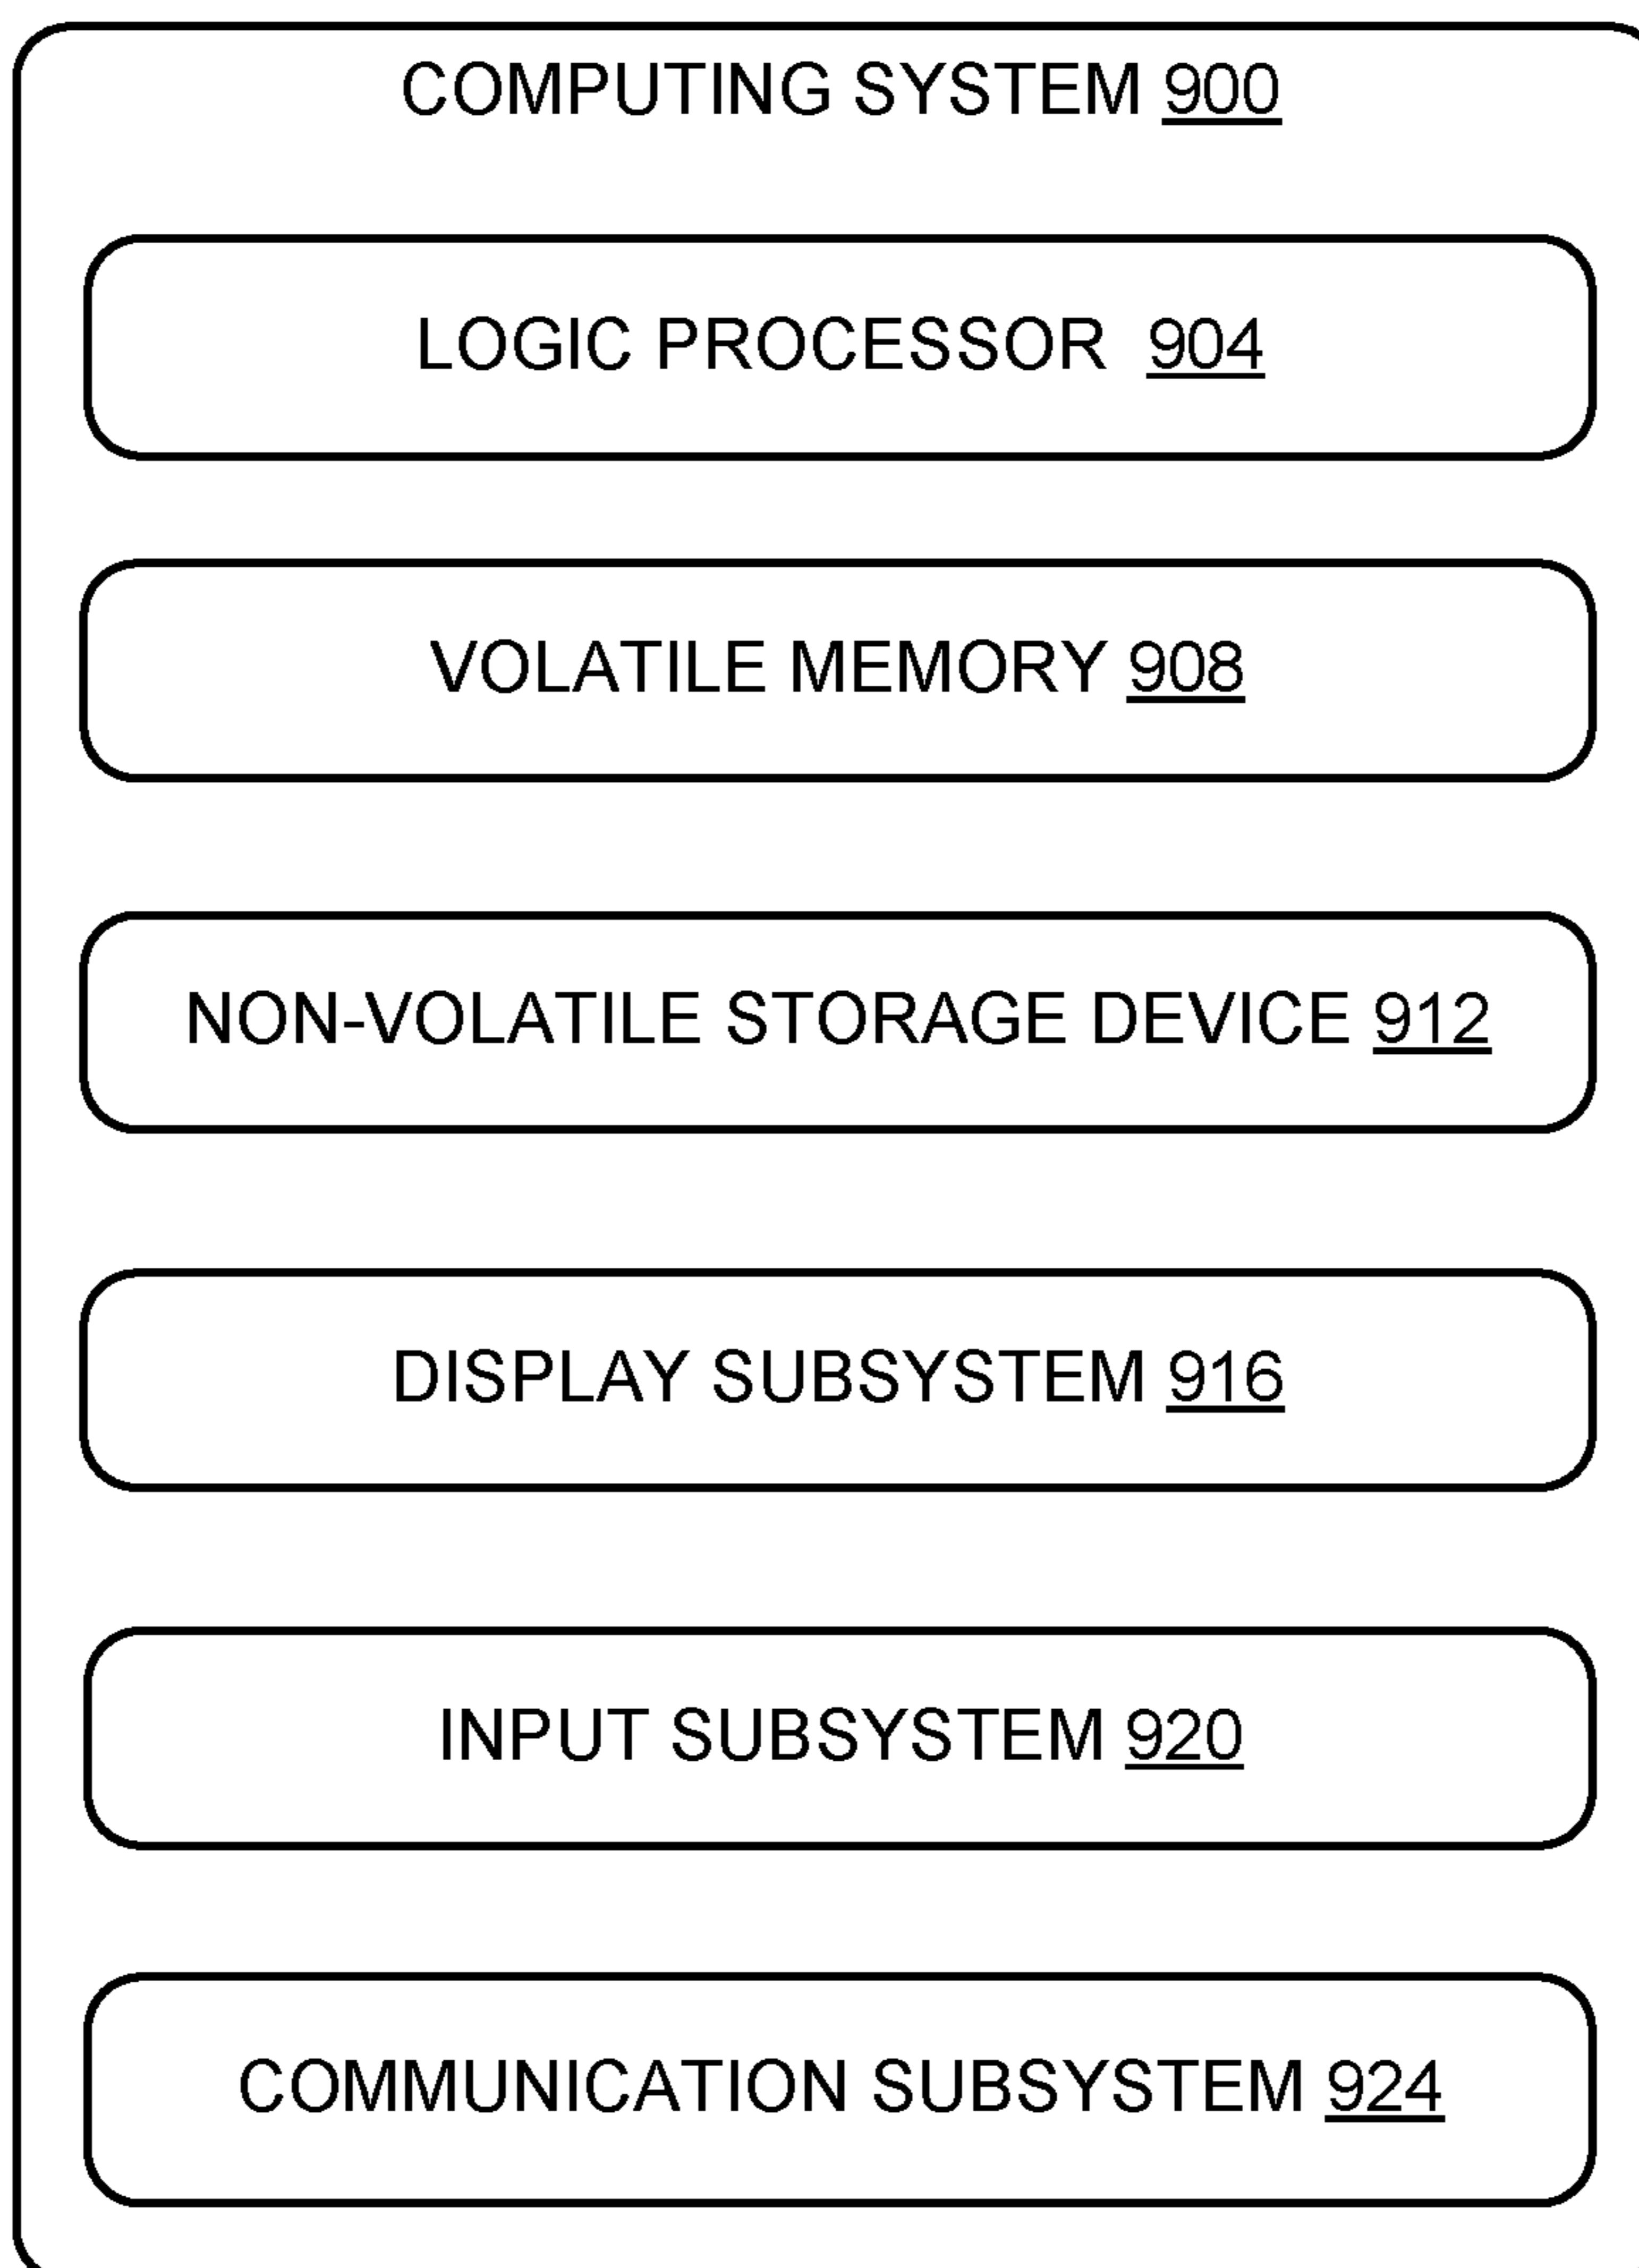 COMPUTING SYSTEM 900
LOGIC PROCESSOR 904
VOLATILE MEMORY 908
NON-VOLATILE STORAGE DEVICE 912
DISPLAY SUBSYSTEM 916
INPUT SUBSYSTEM 920
COMMUNICATION SUBSYSTEM 924